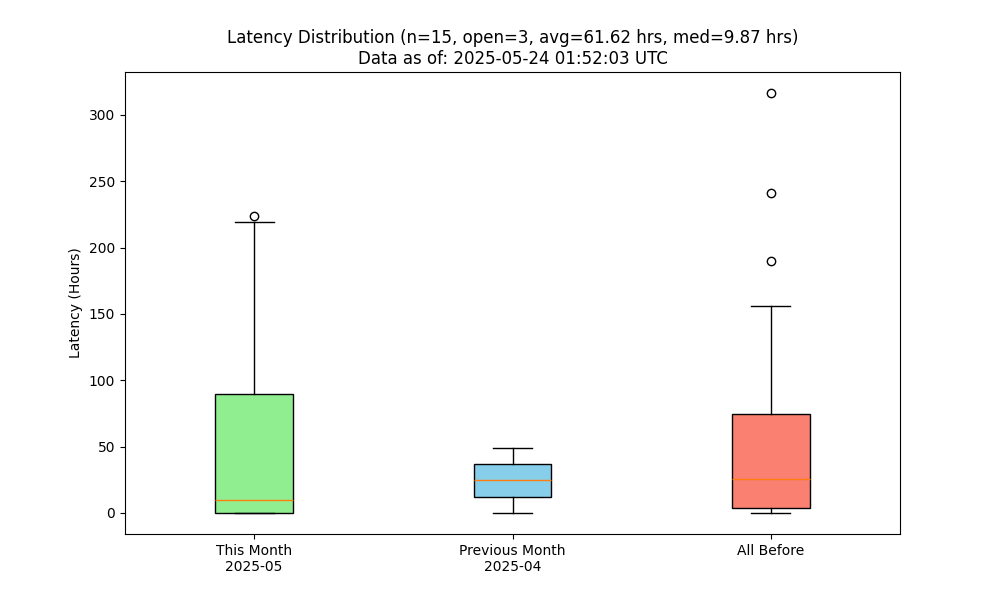 Latency Distribution (n=15, open=3, avg=61.62 hrs, med=9.87 hrs)
Data as of: 2025-05-24 01:52:03 UTC
Latency (Hours)
300
250
200
150
100
50
0
This Month
2025-05
Previous Month
2025-04
All Before